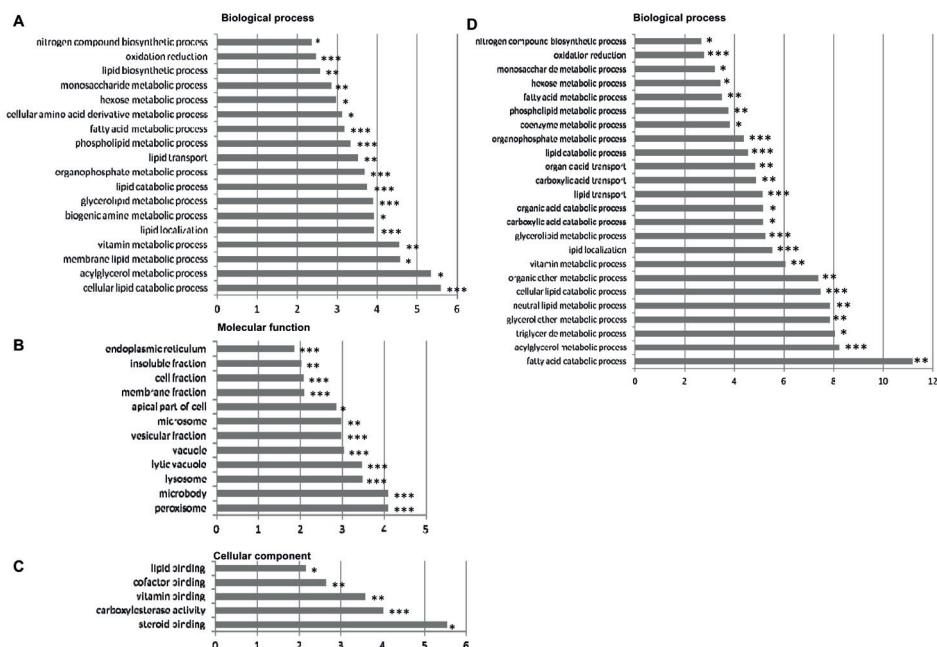 A
Biological process
nitrogen compound biosynthetic process *
oxidation reduction ***
lipid biosynthetic process **
monosaccharide metabolic process **
hexose metabolic process *
cellular amino acid derivative metabolic process *
fatty acid metabolic process ***
phospholipid metabolic process ***
lipid transport **
organophosphate metabolic process ***
lipid catabolic process ***
glycerolipid metabolic process ***
biogenic amine metabolic process *
lipid localization ***
vitamin metabolic process **
membrane lipid metabolic process *
acylglycerol metabolic process *
cellular lipid catabolic process ***
0 1 2 3 4 5 6
B
Molecular function
endoplasmic reticulum ***
insoluble fraction **
cell fraction ***
membrane fraction ***
apical part of cell *
microsome **
vesicular fraction ***
vacuole ***
lytic vacuole ***
lysosome ***
microbody ***
peroxisome ***
0 1 2 3 4 5
C
Cellular component
lipid binding *
cofactor binding **
vitamin binding **
carboxylesterase activity ***
steroid binding *
0 1 2 3 4 5 6
D
Biological process
nitrogen compound biosynthetic process *
oxidation reduction ***
monosacchar de metabolic process *
hexose metabolic process *
fatty acid metabolic process **
phospholipid metabolic process **
coenzyme metabolic process *
organophosphate metabolic process ***
lipid catabolic process ***
organ c acid transport **
carboxylic acid transport **
lipid transport ***
organic acid catabolic process *
carboxylic acid catabolic process *
glycerolipid metabolic process ***
ipid localization ***
vitamin metabolic process **
organic ether metabolic process **
cellular lipid catabolic process ***
neutral lipid metabolic process **
glycerol ether metabolic process **
triglycer de metabolic process *
acylglycerol metabolic process ***
fatty acid catabolic process **
0 2 4 6 8 10 12